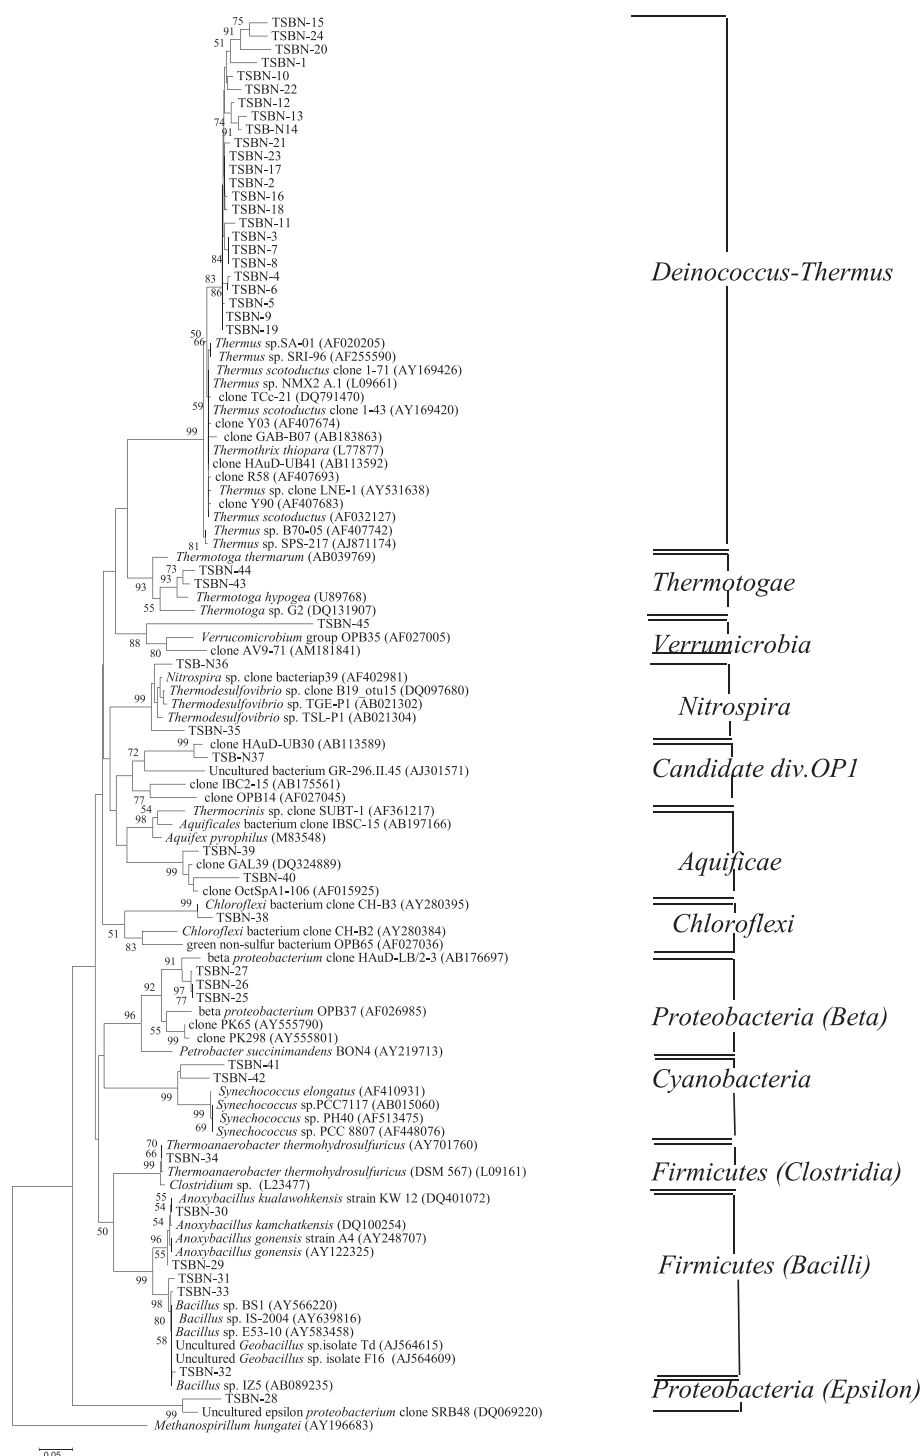 75
TSBN-15
91
TSBN-24
51
TSBN-20
TSBN-1
TSBN-10
TSBN-22
TSBN-12
74
TSBN-13
91
TSB-N14
TSBN-21
TSBN-23
TSBN-17
TSBN-2
TSBN-16
TSBN-18
TSBN-11
TSBN-3
TSBN-7
84
TSBN-8
Deinococcus-Thermus
83
TSBN-4
86
TSBN-6
TSBN-5
TSBN-9
TSBN-19
50
66
Thermus sp.SA-01 (AF020205)
Thermus sp. SRI-96 (AF255590)
Thermus scotoductus clone 1-71 (AY169426)
Thermus sp. NMX2 A.1 (L09661)
clone TCc-21 (DQ791470)
59
Thermus scotoductus clone 1-43 (AY169420)
clone Y03 (AF407674)
99
clone GAB-B07 (AB183863)
Thermothrix thiopara (L77877)
clone HAuD-UB41 (AB113592)
clone R58 (AF407693)
Thermus sp. clone LNE-1 (AY531638)
clone Y90 (AF407683)
Thermus scotoductus (AF032127)
Thermus sp. B70-05 (AF407742)
81
Thermus sp. SPS-217 (AJ871174)
Thermotoga thermarum (AB039769)
73
TSBN-44
93
93
TSBN-43
Thermotogae
Thermotoga hypogea (U89768)
55
Thermotoga sp. G2 (DQ131907)
TSBN-45
88
Verrucomicrobium group OPB35 (AF027005)
Verrumicrobia
80
clone AV9-71 (AM181841)
TSB-N36
Nitrospira sp. clone bacteriap39 (AF402981)
Thermodesulfovibrio sp. clone B19_otu15 (DQ097680)
99
Thermodesulfovibrio sp. TGE-P1 (AB021302)
Nitrospira
Thermodesulfovibrio sp. TSL-P1 (AB021304)
TSBN-35
99
clone HAuD-UB30 (AB113589)
72
TSB-N37
Uncultured bacterium GR-296.II.45 (AJ301571)
Candidate div.OP1
clone IBC2-15 (AB175561)
77
clone OPB14 (AF027045)
54
Thermocrinis sp. clone SUBT-1 (AF361217)
98
Aquificales bacterium clone IBSC-15 (AB197166)
Aquifex pyrophilus (M83548)
TSBN-39
99
clone GAL39 (DQ324889)
Aquificae
TSBN-40
clone OctSpA1-106 (AF015925)
99
Chloroflexi bacterium clone CH-B3 (AY280395)
TSBN-38
Chloroflexi
51
Chloroflexi bacterium clone CH-B2 (AY280384)
83
green non-sulfur bacterium OPB65 (AF027036)
91
beta proteobacterium clone HAuD-LB/2-3 (AB176697)
TSBN-27
92
97
TSBN-26
77
TSBN-25
96
beta proteobacterium OPB37 (AF026985)
Proteobacteria (Beta)
55
clone PK65 (AY555790)
99
clone PK298 (AY555801)
Petrobacter succinimandens BON4 (AY219713)
TSBN-41
TSBN-42
Cyanobacteria
99
Synechococcus elongatus (AF410931)
Synechococcus sp.PCC7117 (AB015060)
99
Synechococcus sp. PH40 (AF513475)
69
Synechococcus sp. PCC 8807 (AF448076)
70
Thermoanaerobacter thermohydrosulfuricus (AY701760)
66
TSBN-34
99
Thermoanaerobacter thermohydrosulfuricus (DSM 567) (L09161)
Firmicutes (Clostridia)
Clostridium sp. (L23477)
55
Anoxybacillus kualawohkensis strain KW 12 (DQ401072)
54
TSBN-30
50
54
Anoxybacillus kamchatkensis (DQ100254)
96
Anoxybacillus gonensis strain A4 (AY248707)
55
Anoxybacillus gonensis (AY122325)
TSBN-29
Firmicutes (Bacilli)
99
TSBN-31
TSBN-33
98
Bacillus sp. BS1 (AY566220)
80
Bacillus sp. IS-2004 (AY639816)
Bacillus sp. E53-10 (AY583458)
58
Uncultured Geobacillus sp.isolate Td (AJ564615)
Uncultured Geobacillus sp. isolate F16 (AJ564609)
TSBN-32
Bacillus sp. IZ5 (AB089235)
Proteobacteria (Epsilon)
TSBN-28
99
Uncultured epsilon proteobacterium clone SRB48 (DQ069220)
Methanospirillum hungatei (AY196683)
0.05